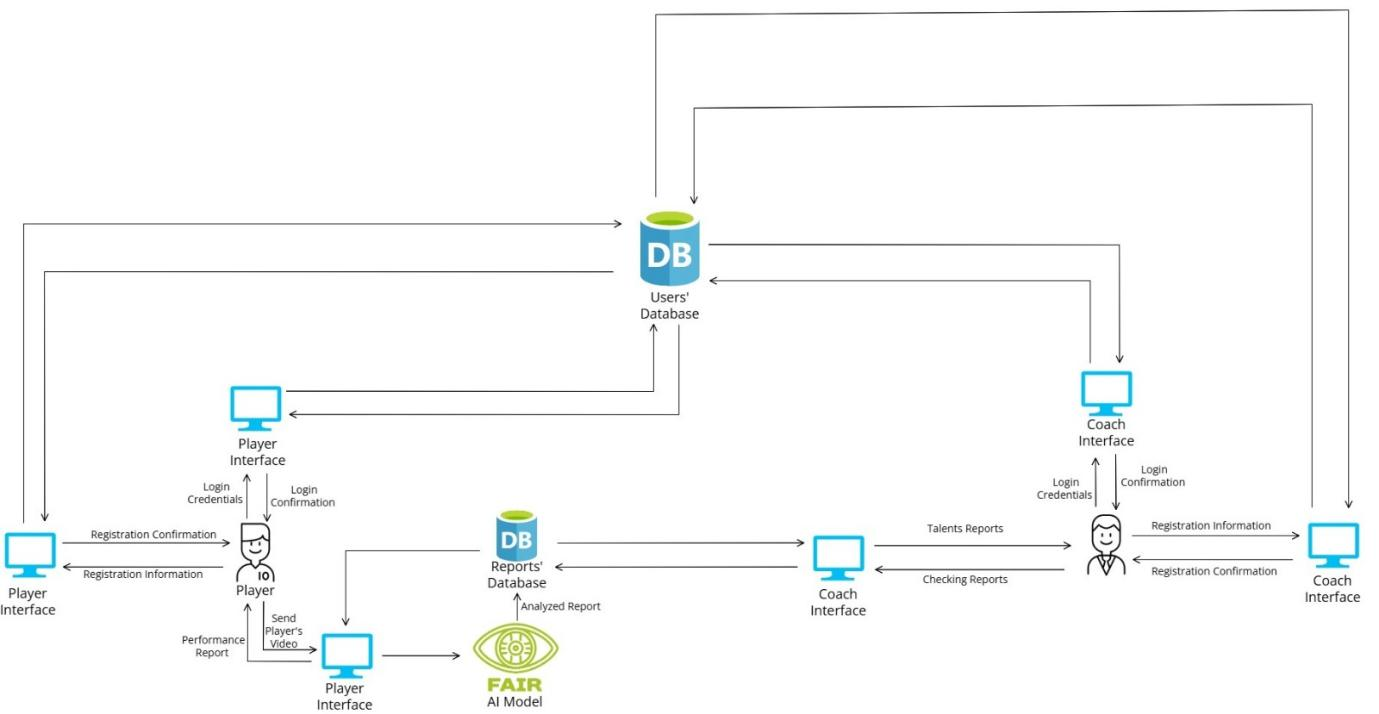 DB
Users'
Database
Player
Interface
Coach
Interface
Login
Credentials
Login
Confirmation
Login
Credentials
Login
Confirmation
Registration Confirmation
Registration Information
Player
Interface
10
Player
DB
Reports'
Database
Analyzed Report
Talents Reports
Checking Reports
Coach
Interface
Registration Information
Registration Confirmation
Coach
Interface
Send
Player's
Video
Performance
Report
Player
Interface
FAIR
AI Model